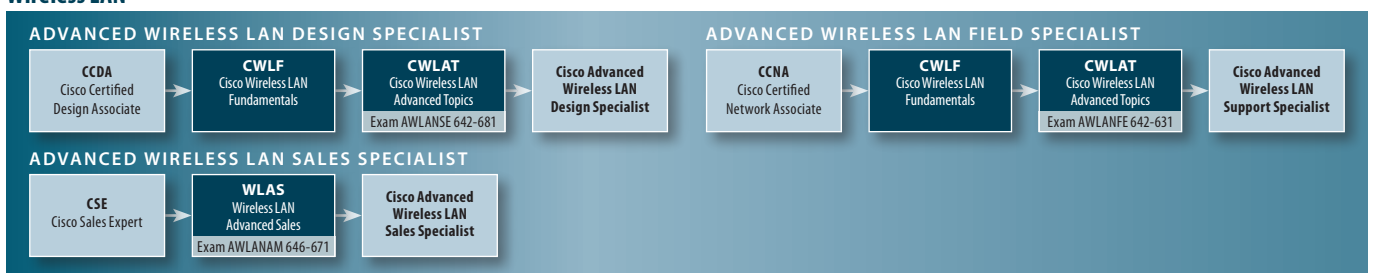 Wireless LAN
ADVANCED WIRELESS LAN DESIGN SPECIALIST
CCDA
Cisco Certified
Design Associate
CWLF
Cisco Wireless LAN
Fundamentals
CWLAT
Cisco Wireless LAN
Advanced Topics
Exam AWLANSE 642-681
Cisco Advanced
Wireless LAN
Design Specialist
ADVANCED WIRELESS LAN FIELD SPECIALIST
CCNA
Cisco Certified
Network Associate
CWLF
Cisco Wireless LAN
Fundamentals
CWLAT
Cisco Wireless LAN
Advanced Topics
Exam AWLANFE 642-631
Cisco Advanced
Wireless LAN
Support Specialist
ADVANCED WIRELESS LAN SALES SPECIALIST
CSE
Cisco Sales Expert
WLAS
Wireless LAN
Advanced Sales
Exam AWLANAM 646-671
Cisco Advanced
Wireless LAN
Sales Specialist